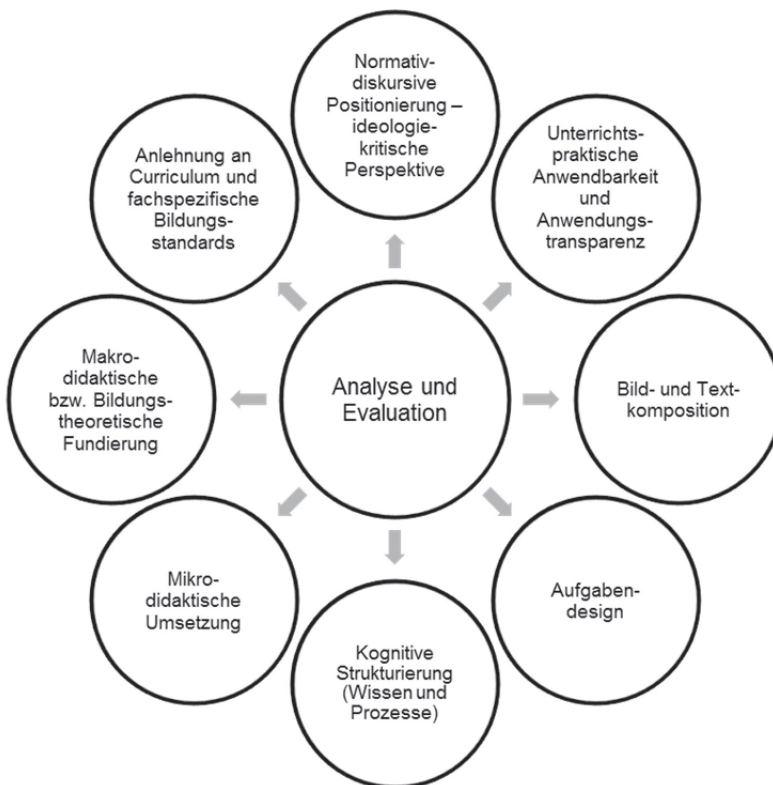 Normativ-
diskursive
Positionierung –
ideologie-
kritische
Perspektive
Unterrichts-
praktische
Anwendbarkeit
und
Anwendungs-
transparenz
Bild- und Text-
komposition
Aufgaben-
design
Kognitive
Strukturierung
(Wissen und
Prozesse)
Mikro-
didaktische
Umsetzung
Makro-
didaktische
bzw. Bildungs-
theoretische
Fundierung
Anlehnung an
Curriculum und
fachspezifische
Bildungs-
standards
Analyse und
Evaluation